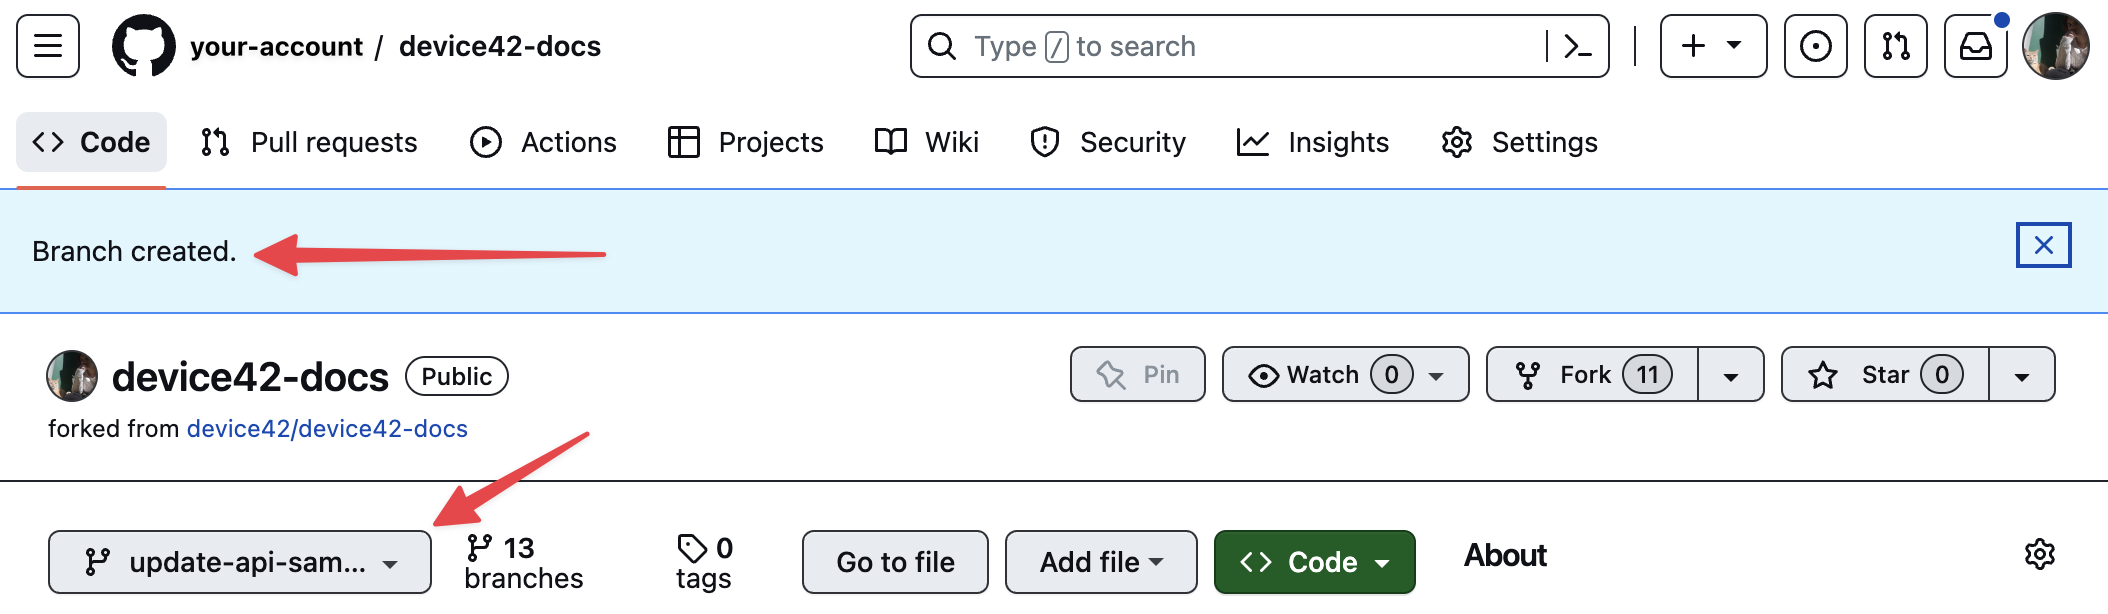 your-account / device42-docs
Type / to search
Code
Pull requests
Actions
Projects
Wiki
Security
Insights
Settings
Branch created.
device42-docs
Public
Pin
Watch 0
Fork 11
Star 0
forked from device42/device42-docs
update-api-sam...
13
branches
0
tags
Go to file
Add file
Code
About